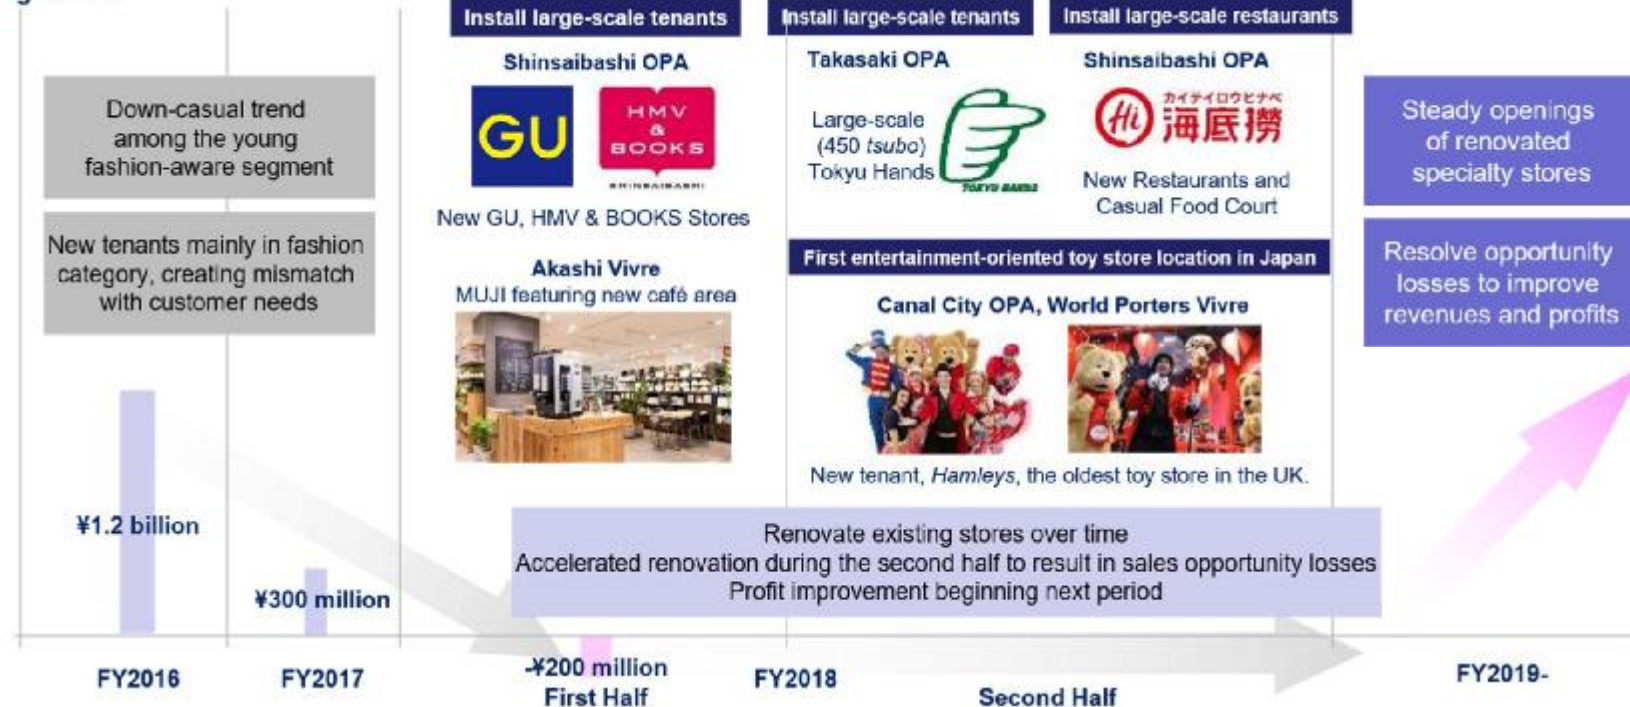 Install large-scale tenants
Install large-scale tenants
Install large-scale restaurants
Down-casual trend
among the young
fashion-aware segment
New tenants mainly in fashion
category, creating mismatch
with customer needs
Shinsaibashi OPA
GU
HMV
&
BOOKS
SHINSAIBASHI
New GU, HMV & BOOKS Stores
Akashi Vivre
MUJI featuring new café area
Takasaki OPA
Large-scale
(450 tsubo)
Tokyu Hands
TOKYU HANDS
Shinsaibashi OPA
Hi
カイテイロウヒナベ
海底撈
New Restaurants and
Casual Food Court
First entertainment-oriented toy store location in Japan
Canal City OPA, World Porters Vivre
New tenant, Hamleys, the oldest toy store in the UK.
Steady openings
of renovated
specialty stores
Resolve opportunity
losses to improve
revenues and profits
Renovate existing stores over time
Accelerated renovation during the second half to result in sales opportunity losses
Profit improvement beginning next period
¥1.2 billion
¥300 million
-¥200 million
FY2016
FY2017
First Half
FY2018
Second Half
FY2019-